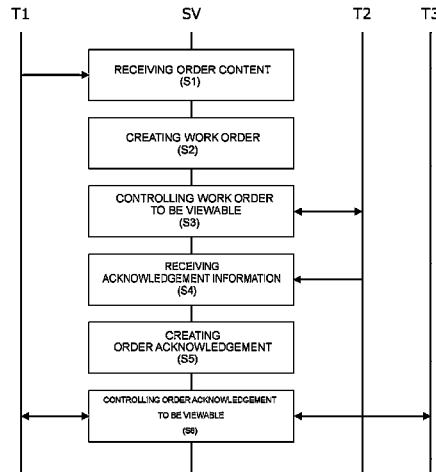 T1 SV T2 T3
RECEIVING ORDER CONTENT
(S1)
CREATING WORK ORDER
(S2)
CONTROLLING WORK ORDER
TO BE VIEWABLE
(S3)
RECEIVING
ACKNOWLEDGEMENT INFORMATION
(S4)
CREATING
ORDER ACKNOWLEDGEMENT
(S5)
CONTROLLING ORDER ACKNOWLEDGEMENT
TO BE VIEWABLE
(S6)